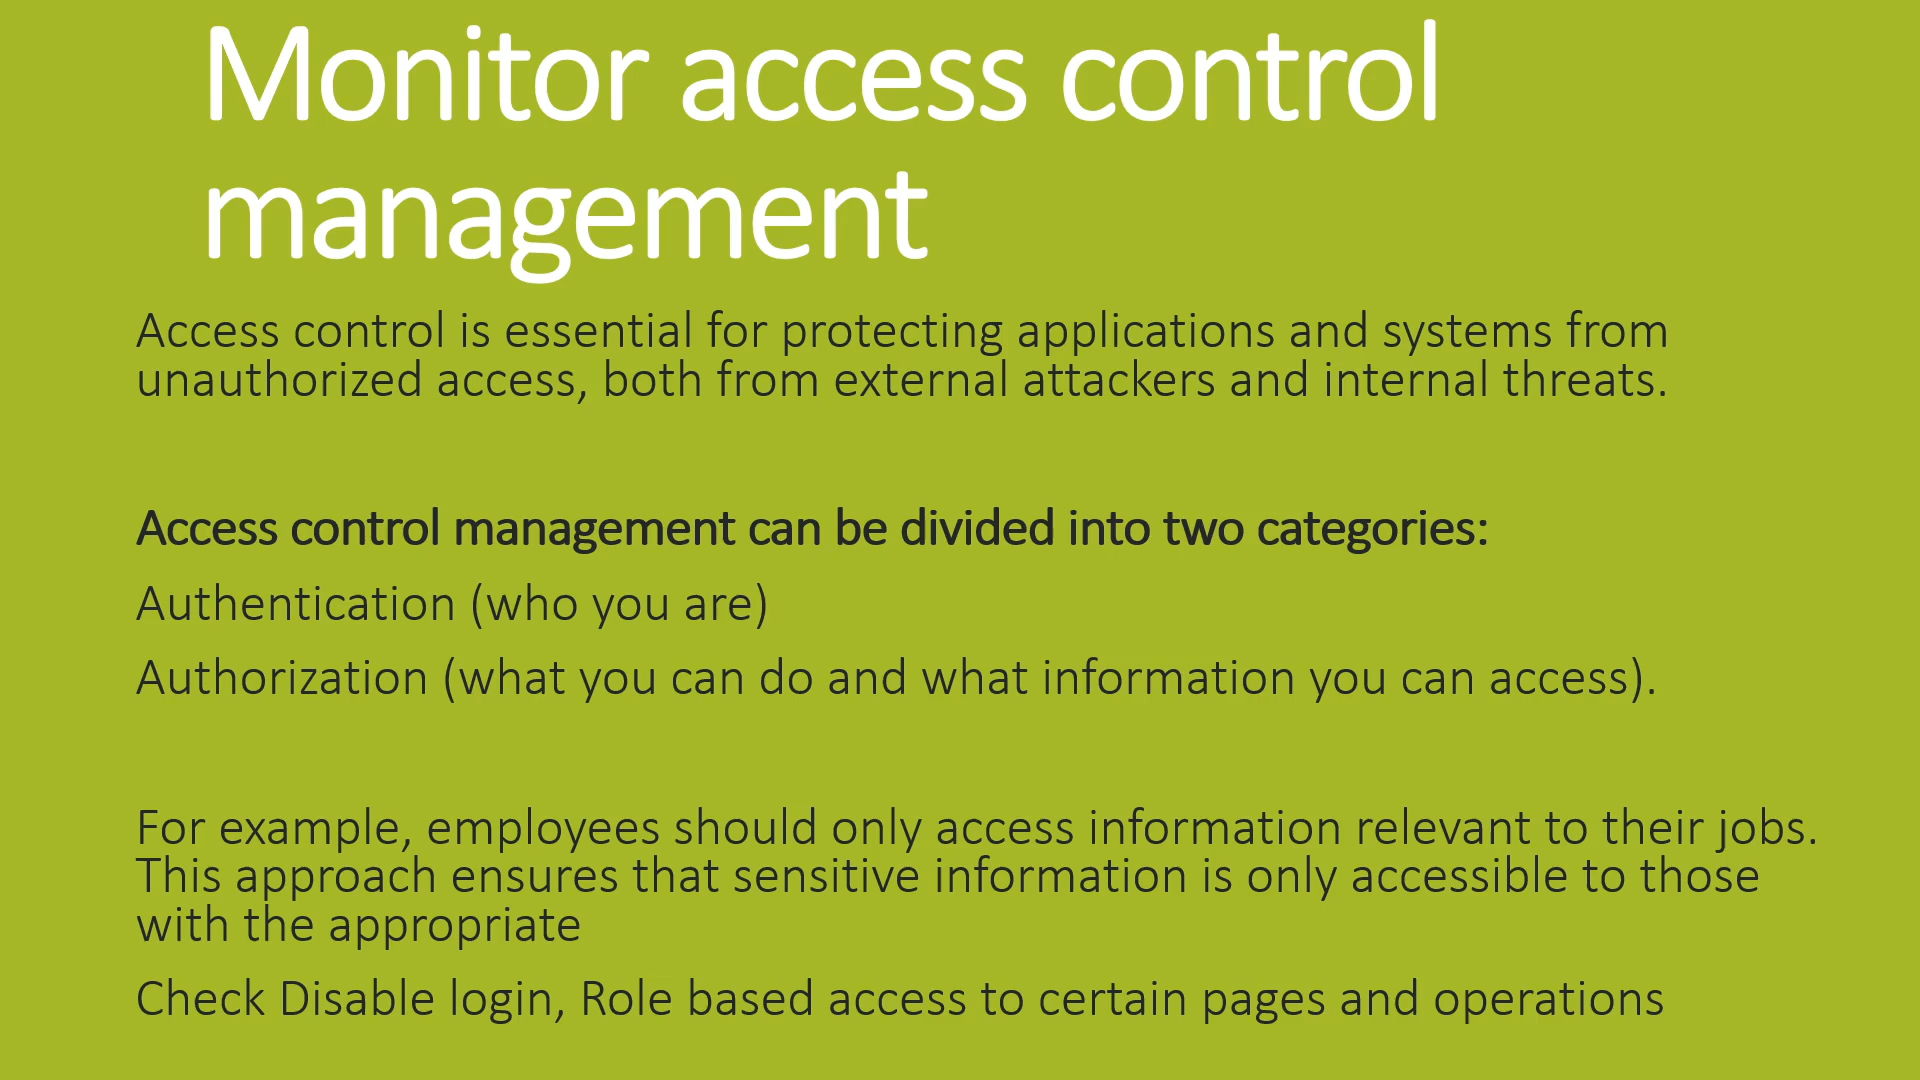 Monitor access control
management
Access control is essential for protecting applications and systems from
unauthorized access, both from external attackers and internal threats.
Access control management can be divided into two categories:
Authentication (who you are)
Authorization (what you can do and what information you can access).
For example, employees should only access information relevant to their jobs.
This approach ensures that sensitive information is only accessible to those
with the appropriate
Check Disable login, Role based access to certain pages and operations